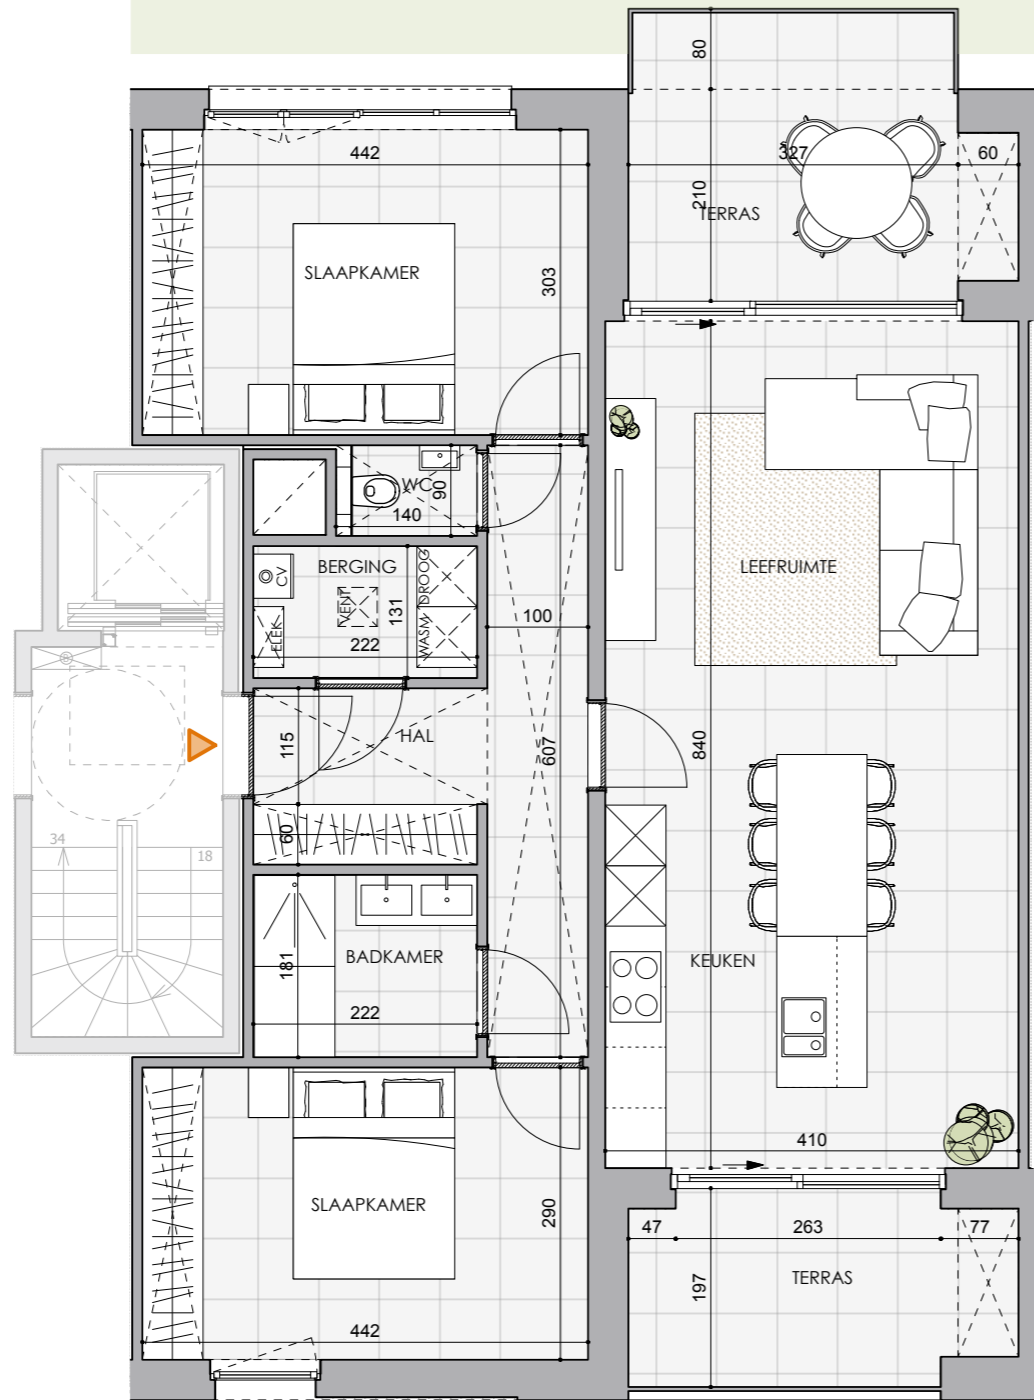 80
442
327
60
210
TERRAS
SLAAPKAMER
303
WC
90
140
BERGING
DROOG
CV
VENT
131
LEEFRUIMTE
100
ELEK
WASM
222
HAL
115
607
840
60
34
18
BADKAMER
181
KEUKEN
222
410
SLAAPKAMER
290
47
263
77
197
TERRAS
442